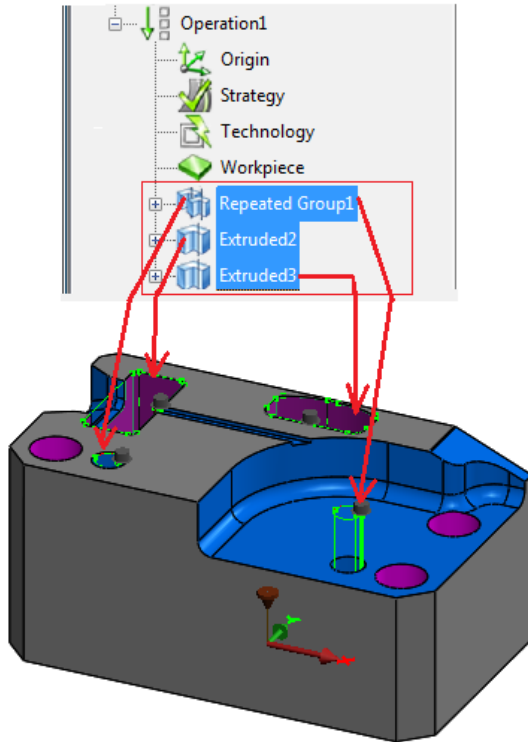 Operation1
Origin
Strategy
Technology
Workpiece
Repeated Group1
Extruded2
Extruded3
Y
X